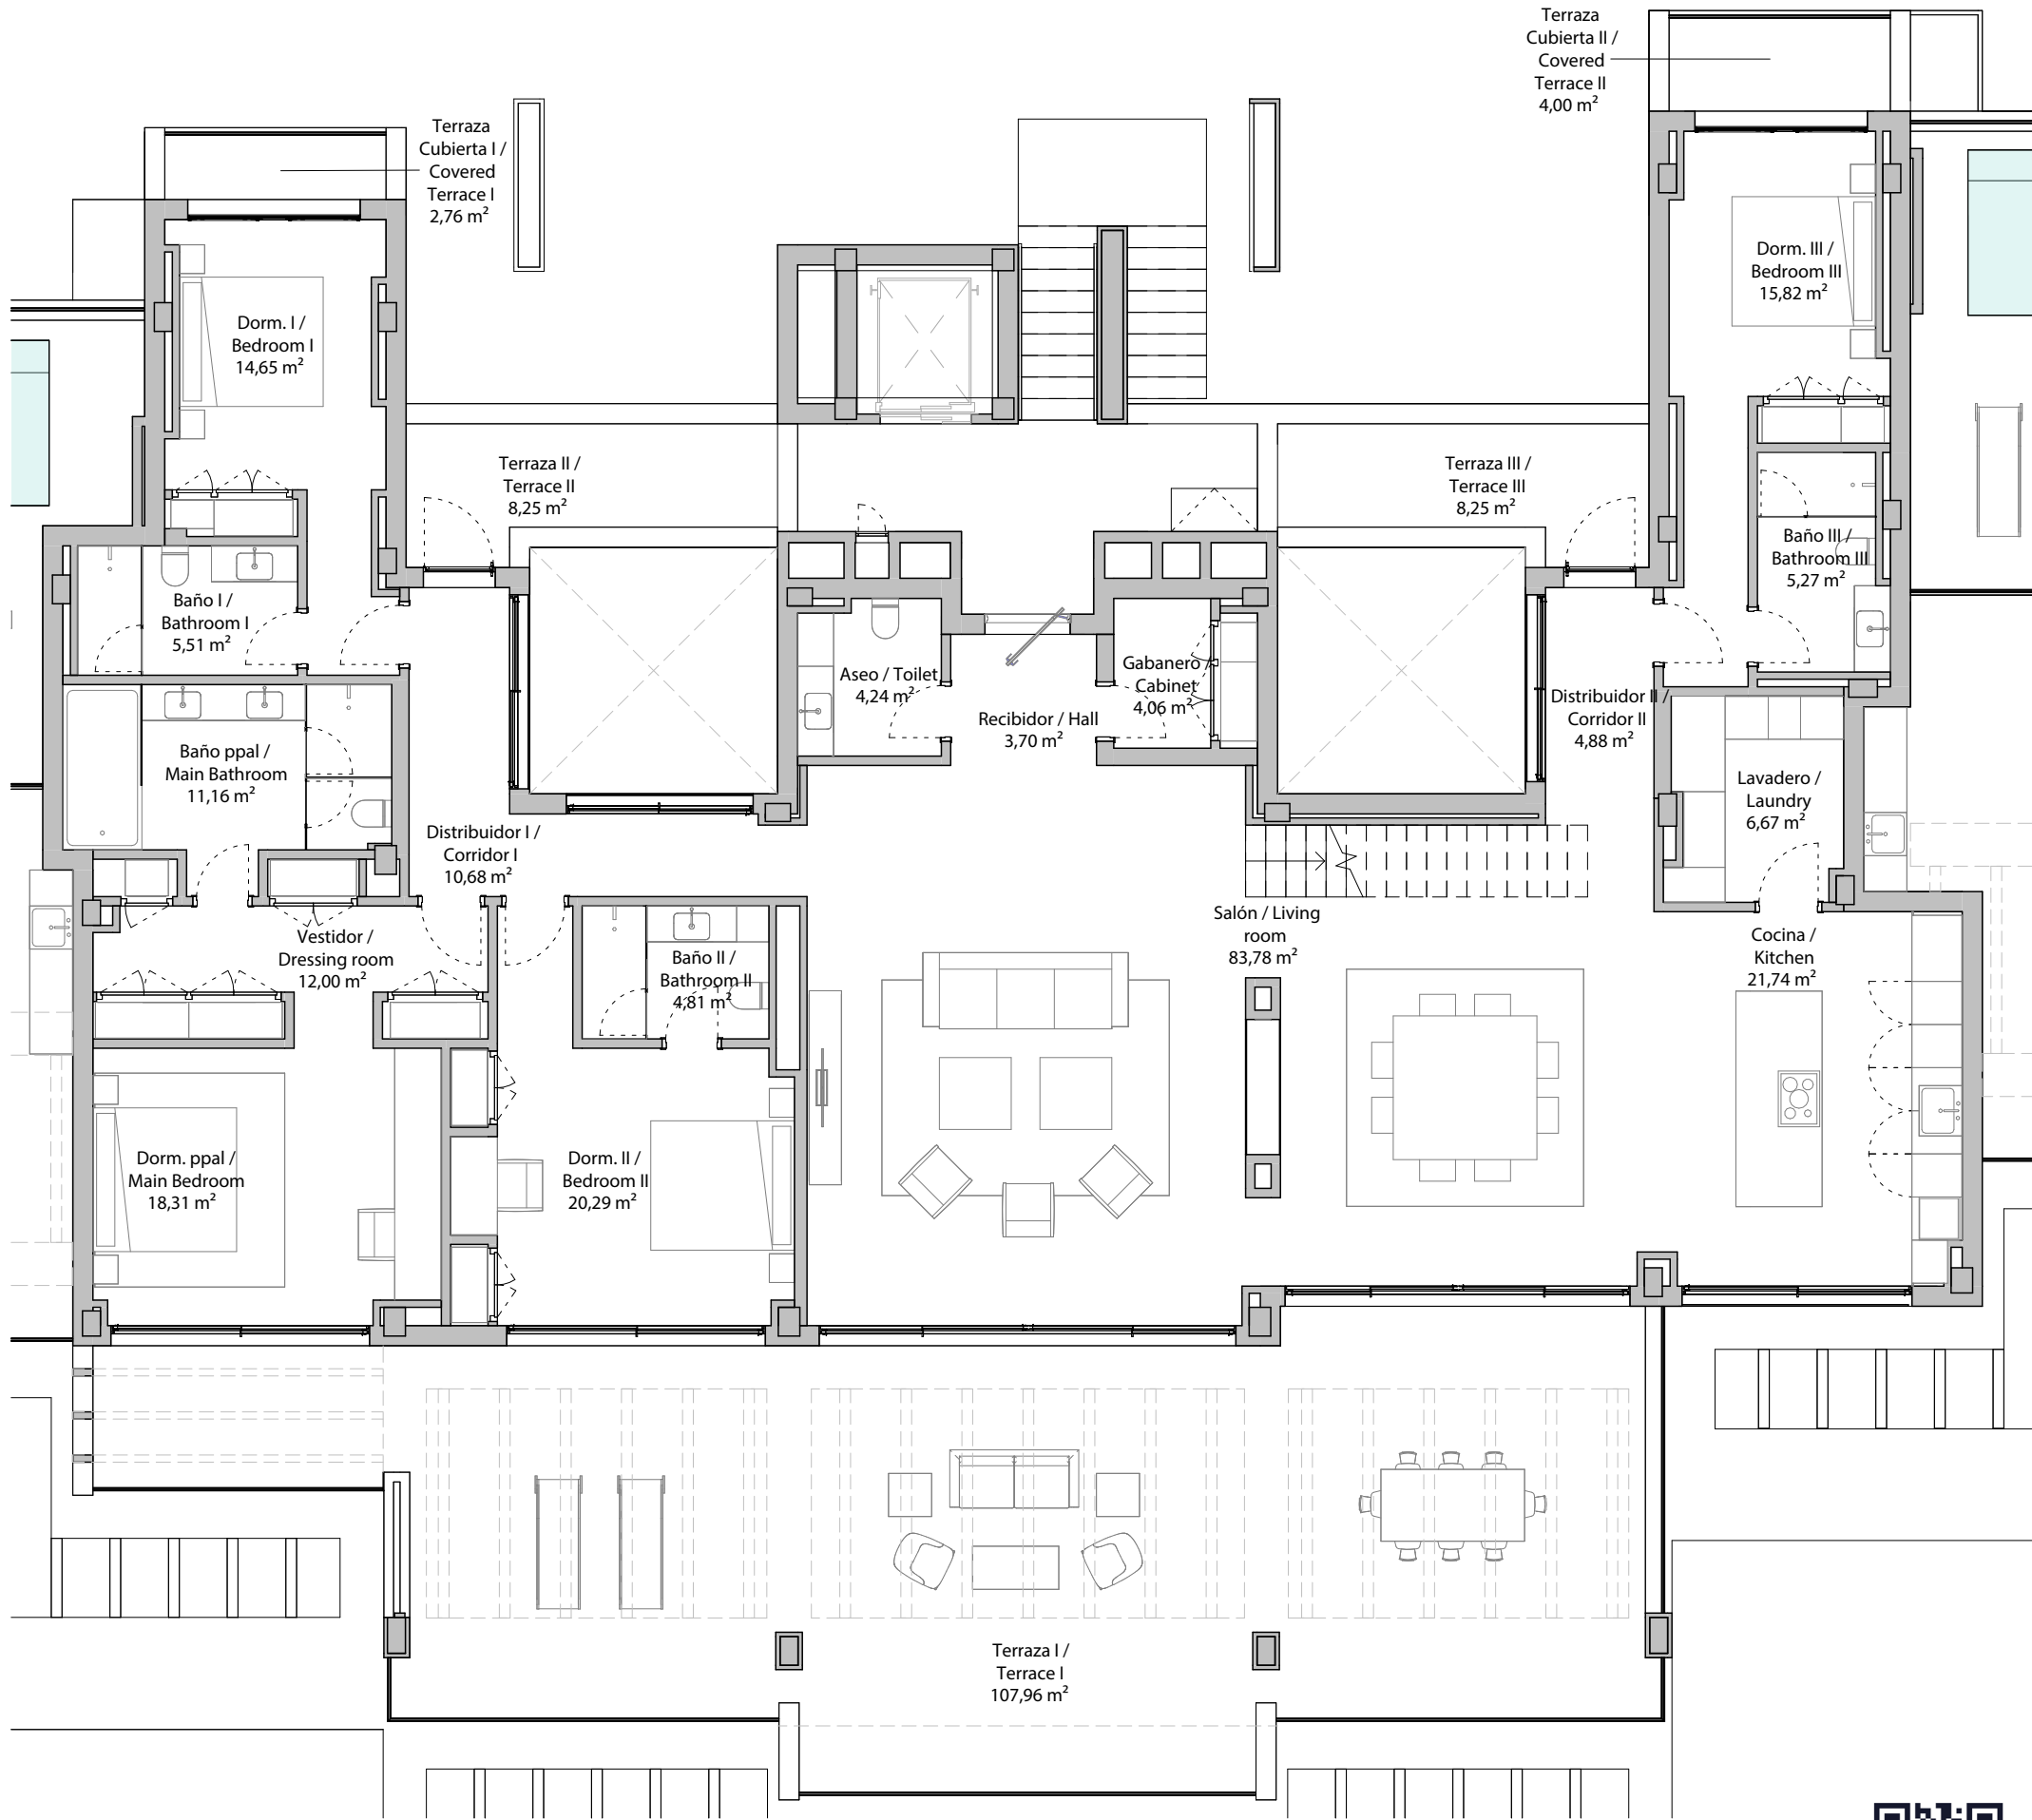 Terraza
Cubierta II /
Covered
Terrace II
4,00 m²
Terraza
Cubierta I /
Covered
Terrace I
2,76 m²
Dorm. III /
Bedroom III
15,82 m²
Dorm. I /
Bedroom I
14,65 m²
Terraza II /
Terrace II
8,25 m²
Terraza III /
Terrace III
8,25 m²
Baño III /
Bathroom III
5,27 m²
Baño I /
Bathroom I
5,51 m²
Aseo / Toilet
4,24 m²
Gabanero /
Cabinet
4,06 m²
Recibidor / Hall
3,70 m²
Distribuidor II /
Corridor II
4,88 m²
Baño ppal /
Main Bathroom
11,16 m²
Lavadero /
Laundry
6,67 m²
Distribuidor I /
Corridor I
10,68 m²
Salón / Living
room
83,78 m²
Vestidor /
Dressing room
12,00 m²
Baño II /
Bathroom II
4,81 m²
Cocina /
Kitchen
21,74 m²
Dorm. ppal /
Main Bedroom
18,31 m²
Dorm. II /
Bedroom II
20,29 m²
Terraza I /
Terrace I
107,96 m²